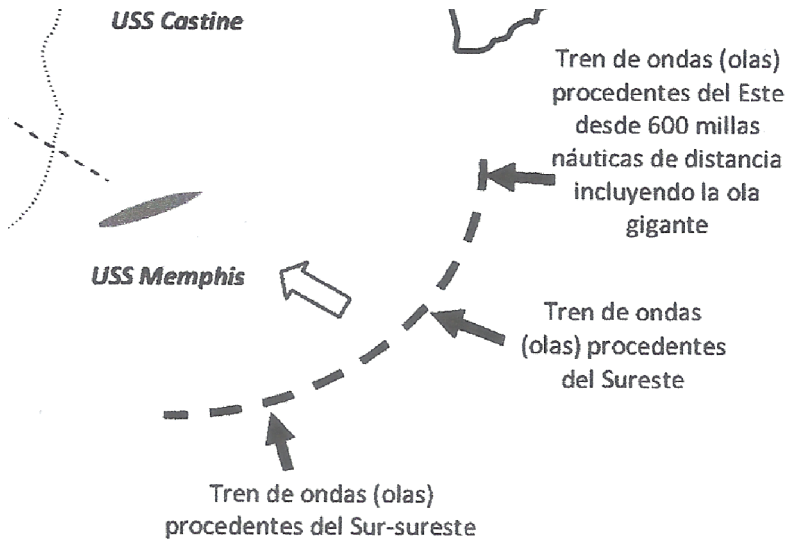 USS Castine
Tren de ondas (olas)
procedentes del Este
desde 600 millas
náuticas de distancia
incluyendo la ola
gigante
USS Memphis
Tren de ondas
(olas) procedentes
del Sureste
Tren de ondas (olas)
procedentes del Sur-sureste